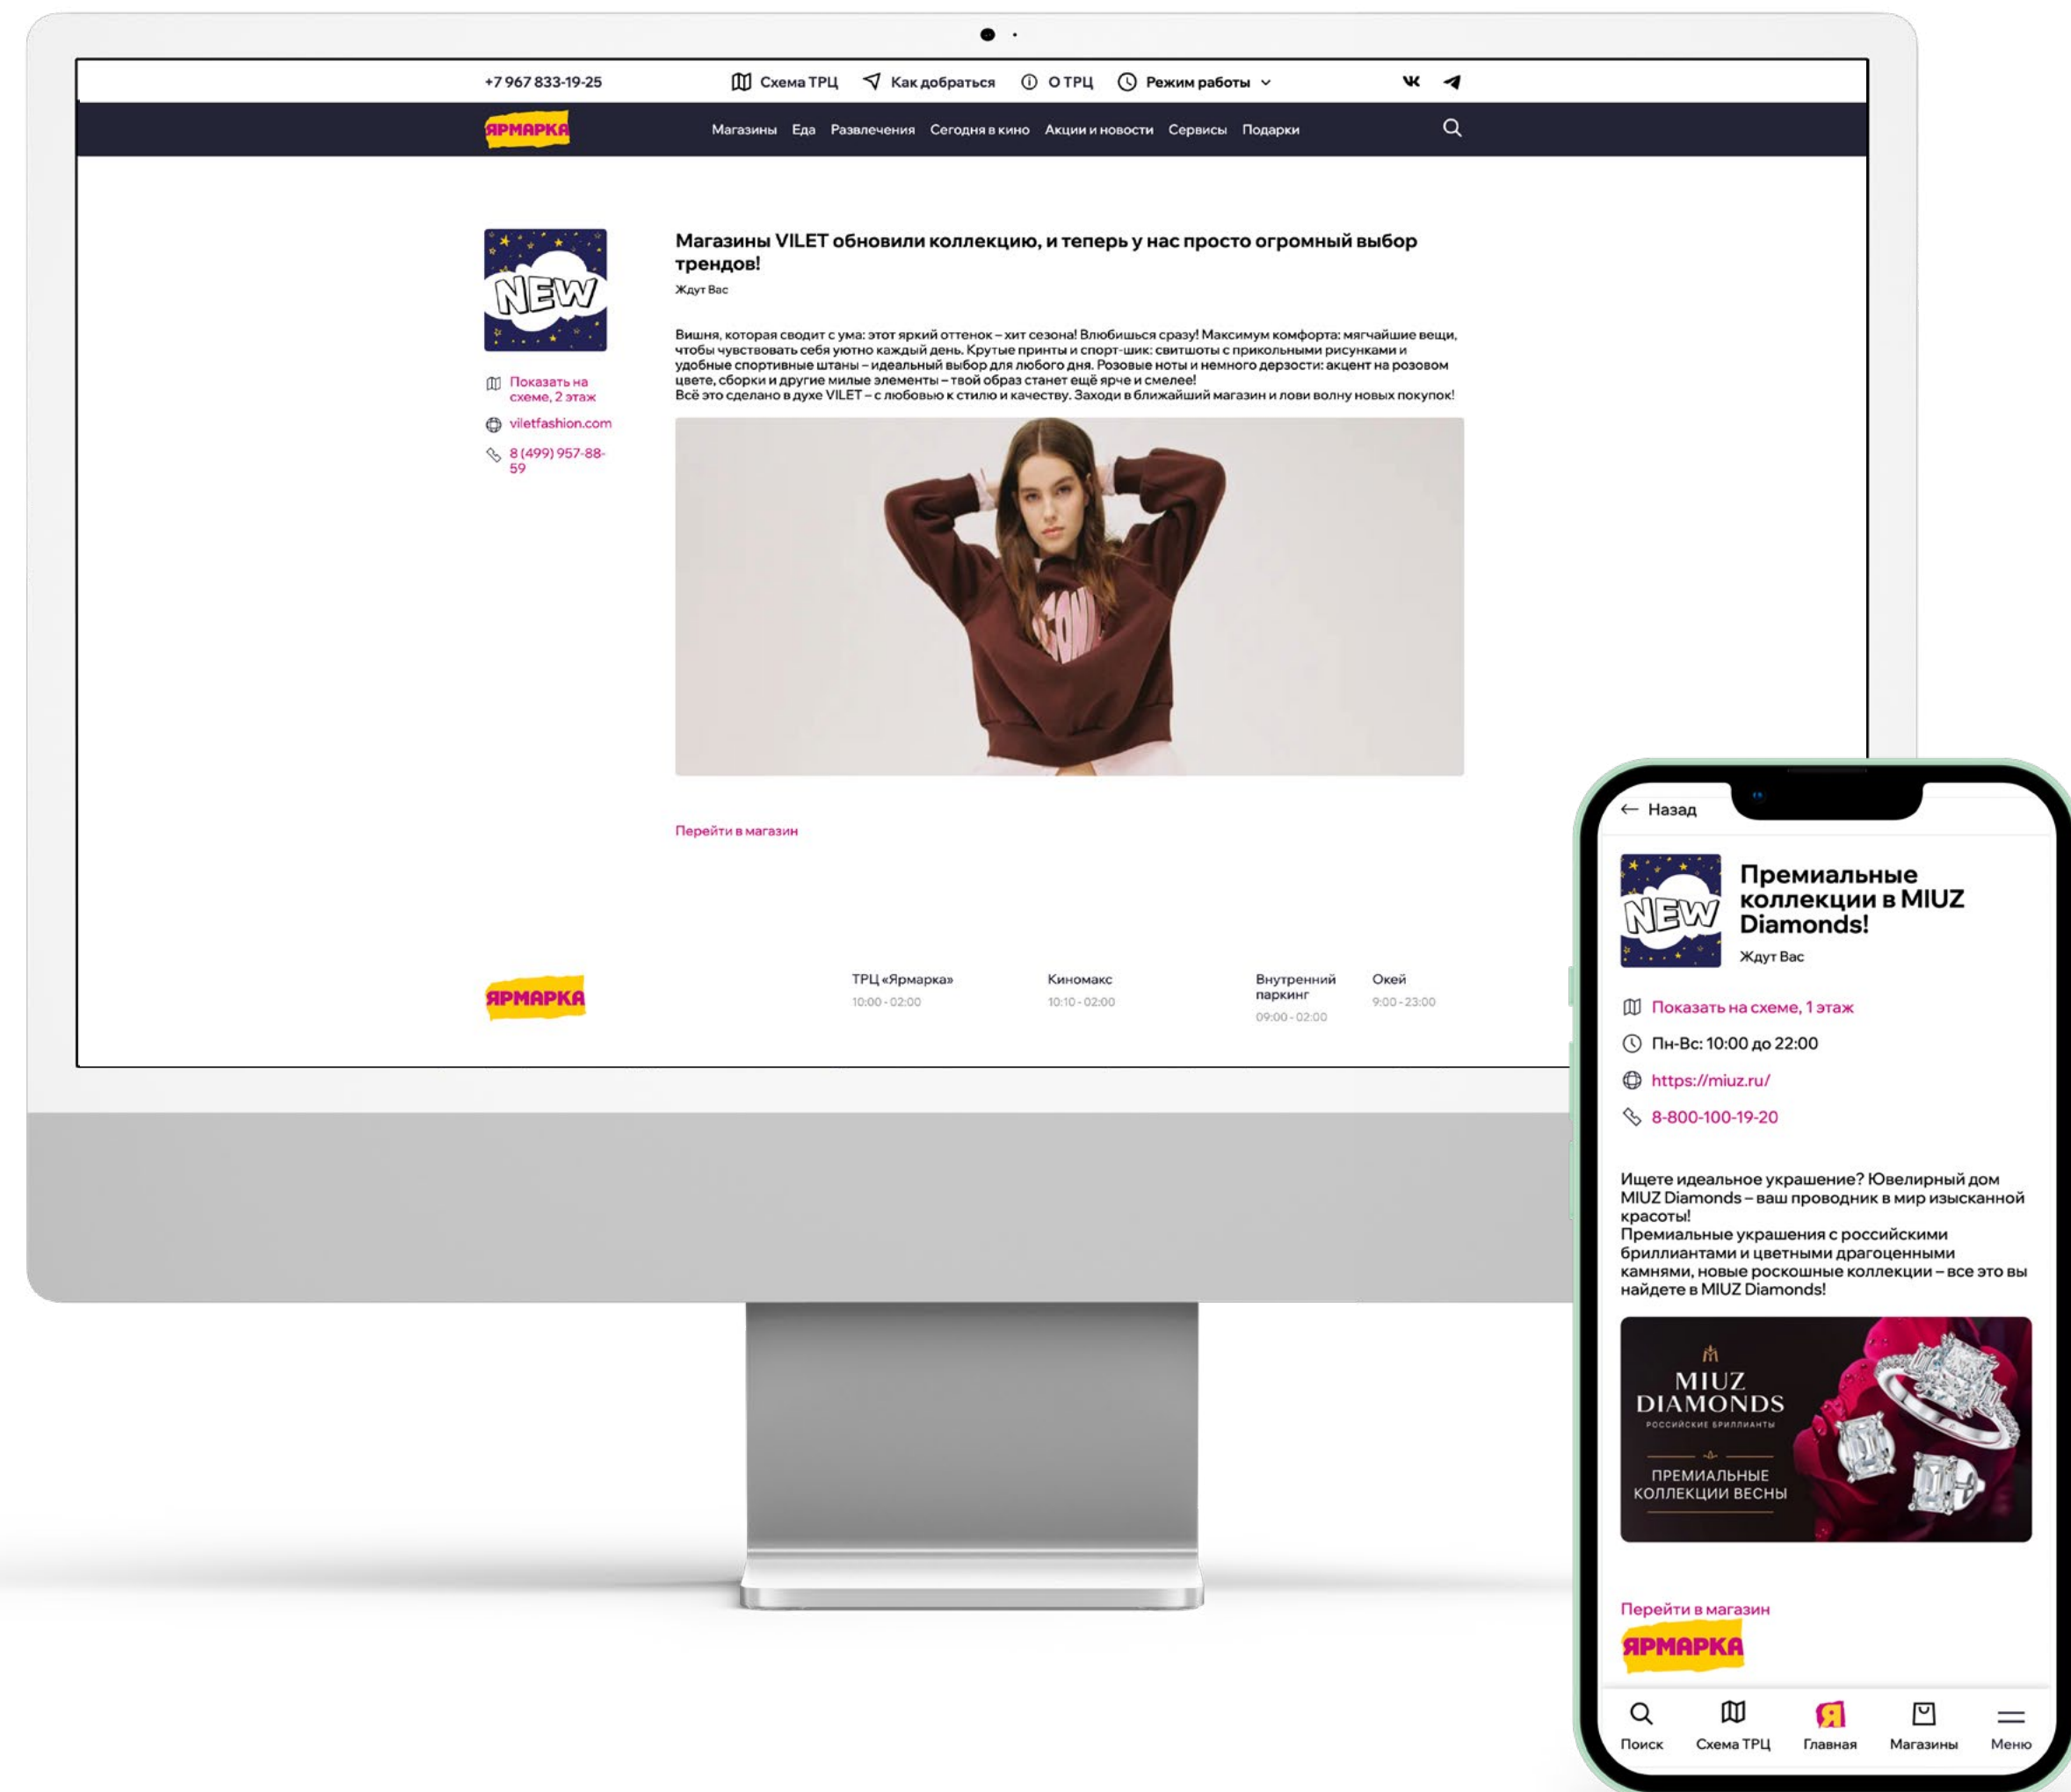 +7 967 833-19-25
Схема ТРЦ
Как добраться
О ТРЦ
Режим работы
ЯРМАРКА
Магазины Еда Развлечения Сегодня в кино Акции и новости Сервисы Подарки
NEW
Показать на
схеме, 2 этаж
viletfashion.com
8 (499) 957-88-
59
Магазины VILET обновили коллекцию, и теперь у нас просто огромный выбор
трендов!
Ждут Вас
Вишня, которая сводит с ума: этот яркий оттенок – хит сезона! Влюбишься сразу! Максимум комфорта: мягчайшие вещи,
чтобы чувствовать себя уютно каждый день. Крутые принты и спорт-шик: свитшоты с прикольными рисунками и
удобные спортивные штаны – идеальный выбор для любого дня. Розовые ноты и немного дерзости: акцент на розовом
цвете, сборки и другие милые элементы – твой образ станет ещё ярче и смелее!
Всё это сделано в духе VILET – с любовью к стилю и качеству. Заходи в ближайший магазин и лови волну новых покупок!
Перейти в магазин
ЯРМАРКА
ТРЦ «Ярмарка»
10:00 - 02:00
Киномакс
10:10 - 02:00
Внутренний
паркинг
09:00 - 02:00
Окей
9:00 - 23:00
← Назад
NEW
Премиальные
коллекции в MIUZ
Diamonds!
Ждут Вас
Показать на схеме, 1 этаж
Пн-Вс: 10:00 до 22:00
https://miuz.ru/
8-800-100-19-20
Ищете идеальное украшение? Ювелирный дом
MIUZ Diamonds – ваш проводник в мир изысканной
красоты!
Премиальные украшения с российскими
бриллиантами и цветными драгоценными
камнями, новые роскошные коллекции – все это вы
найдете в MIUZ Diamonds!
MIUZ
DIAMONDS
РОССИЙСКИЕ БРИЛЛИАНТЫ
ПРЕМИАЛЬНЫЕ
КОЛЛЕКЦИИ ВЕСНЫ
Перейти в магазин
ЯРМАРКА
Поиск
Схема ТРЦ
Я
Главная
Магазины
Меню